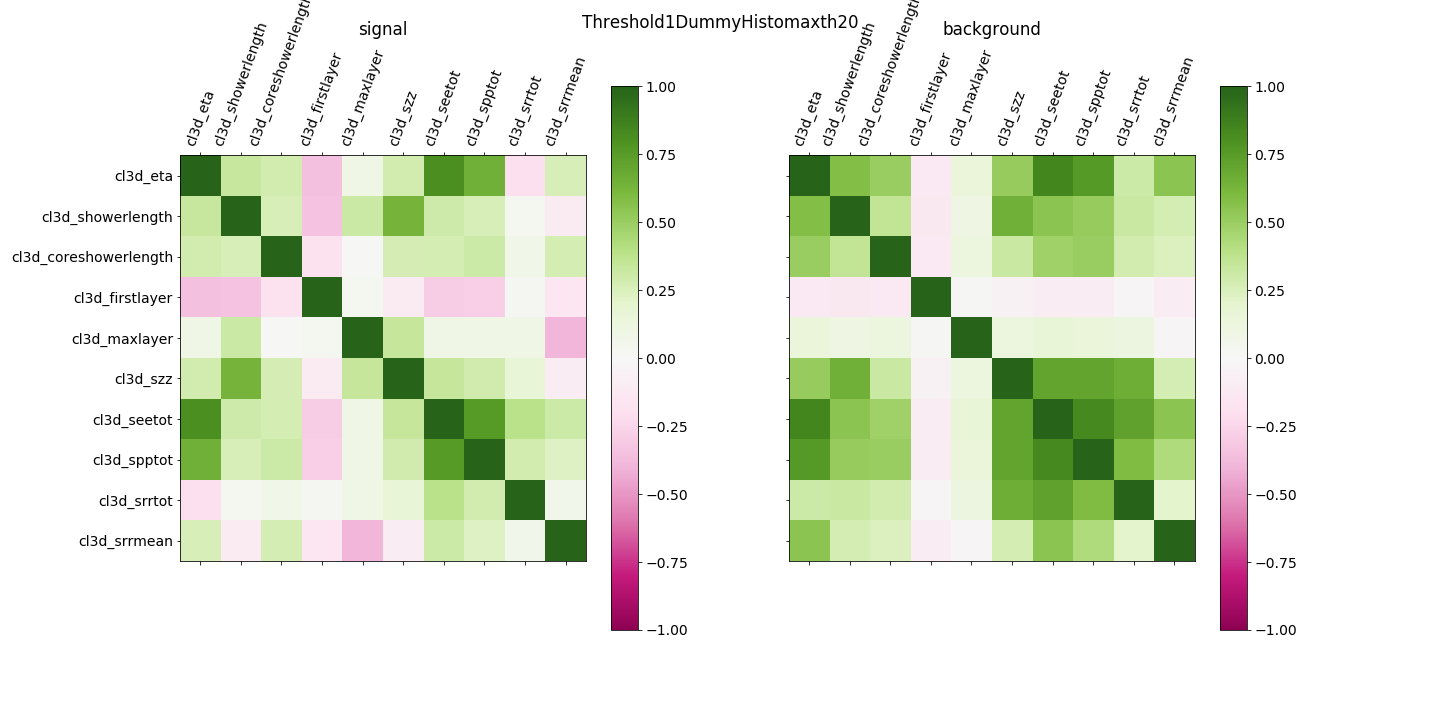 Threshold1DummyHistomaxth20
signal
background
cl3d_eta
cl3d_showerlength
cl3d_coreshowerlength
cl3d_firstlayer
cl3d_maxlayer
cl3d_szz
cl3d_seetot
cl3d_spptot
cl3d_srrtot
cl3d_srrmean
cl3d_eta
cl3d_showerlength
cl3d_coreshowerlength
cl3d_firstlayer
cl3d_maxlayer
cl3d_szz
cl3d_seetot
cl3d_spptot
cl3d_srrtot
cl3d_srrmean
1.00
0.75
0.50
0.25
0.00
−0.25
−0.50
−0.75
−1.00
cl3d_eta
cl3d_showerlength
cl3d_coreshowerlength
cl3d_firstlayer
cl3d_maxlayer
cl3d_szz
cl3d_seetot
cl3d_spptot
cl3d_srrtot
cl3d_srrmean
1.00
0.75
0.50
0.25
0.00
−0.25
−0.50
−0.75
−1.00